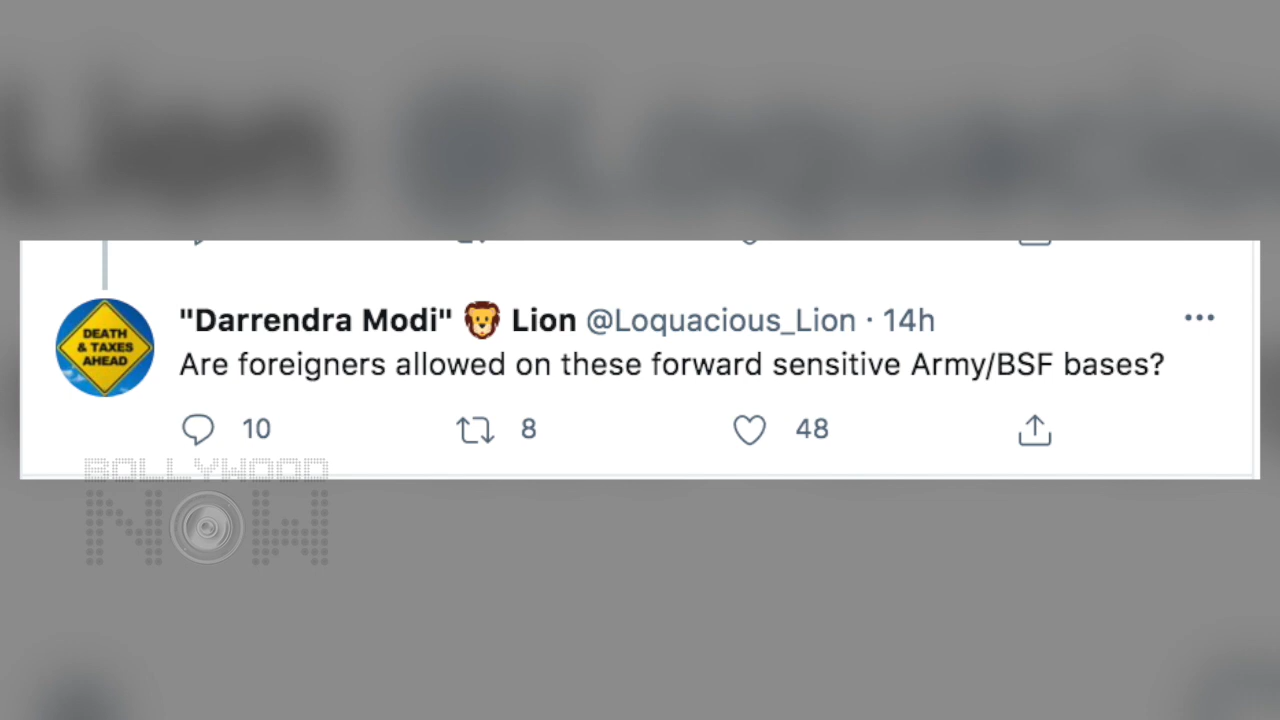 DEATH
& TAXES
AHEAD
"Darrendra Modi" 🦁 Lion @Loquacious_Lion · 14h
Are foreigners allowed on these forward sensitive Army/BSF bases?
10 8 48
BOLLYWOOD
NOW